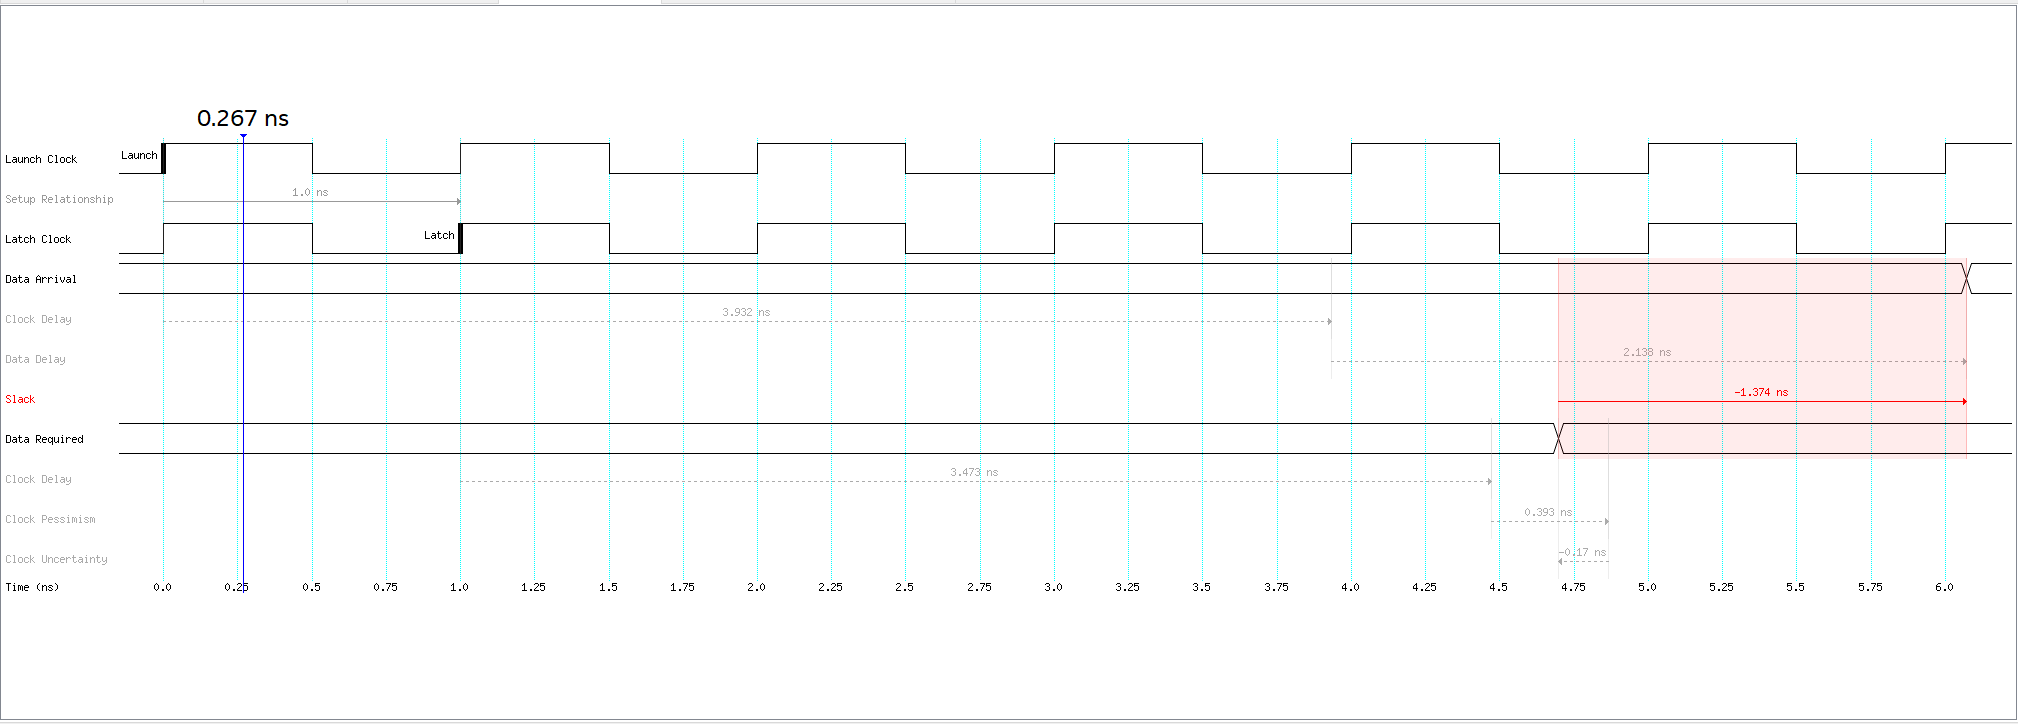 0.267 ns
Launch Clock
Launch
Setup Relationship
1.0 ns
Latch Clock
Latch
Data Arrival
Clock Delay
3.932 ns
Data Delay
2.138 ns
Slack
-1.374 ns
Data Required
Clock Delay
3.473 ns
Clock Pessimism
0.393 ns
Clock Uncertainty
-0.17 ns
Time (ns) 0.0 0.25 0.5 0.75 1.0 1.25 1.5 1.75 2.0 2.25 2.5 2.75 3.0 3.25 3.5 3.75 4.0 4.25 4.5 4.75 5.0 5.25 5.5 5.75 6.0